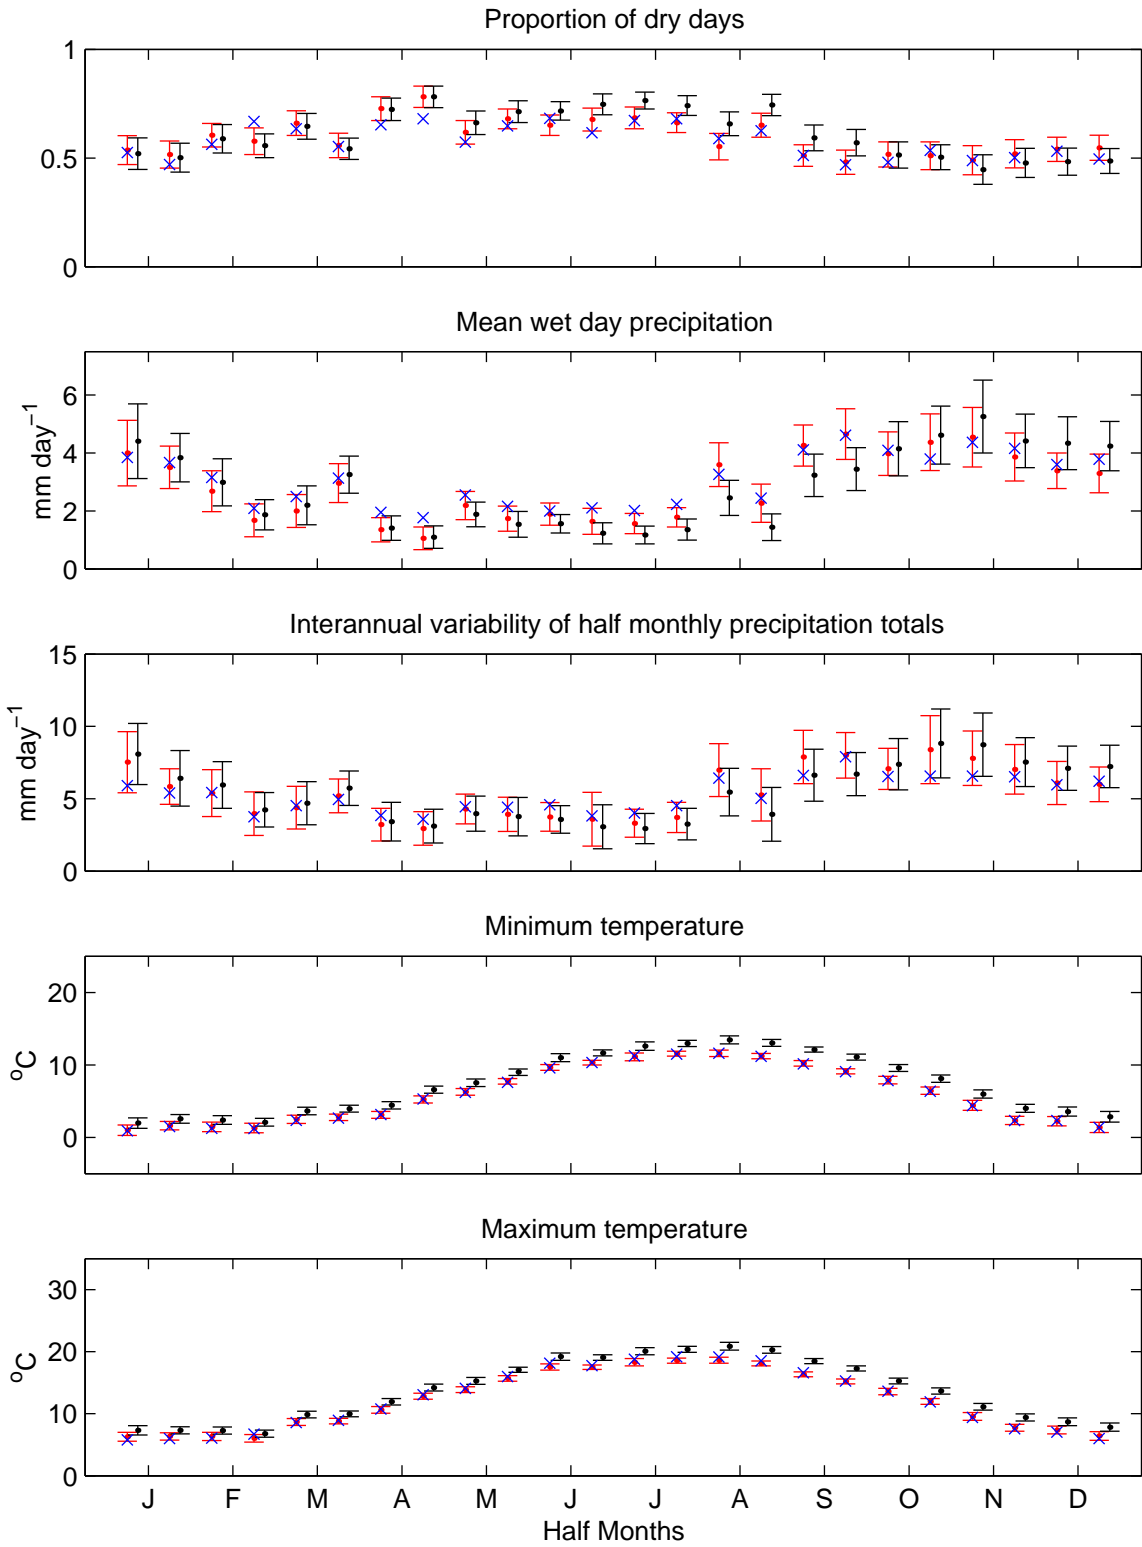 Proportion of dry days
1
0.5
0
Mean wet day precipitation
6
4
2
0
mm day⁻¹
Interannual variability of half monthly precipitation totals
15
10
5
0
mm day⁻¹
Minimum temperature
20
10
0
ºC
Maximum temperature
30
20
10
0
ºC
J F M A M J J A S O N D
Half Months